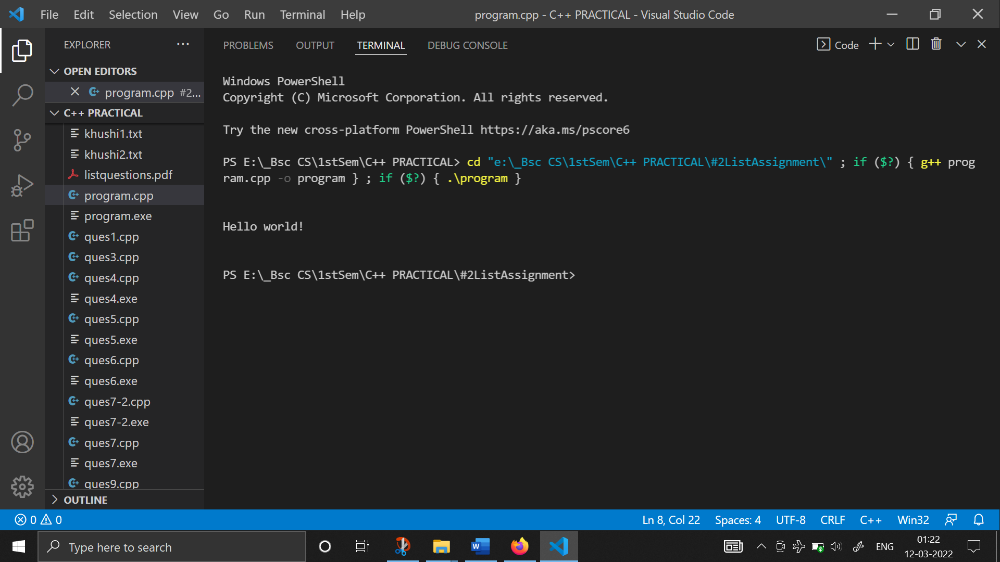 File Edit Selection View Go Run Terminal Help
program.cpp - C++ PRACTICAL - Visual Studio Code
EXPLORER
OPEN EDITORS
program.cpp #2...
C++ PRACTICAL
khushi1.txt
khushi2.txt
listquestions.pdf
program.cpp
program.exe
ques1.cpp
ques3.cpp
ques4.cpp
ques4.exe
ques5.cpp
ques5.exe
ques6.cpp
ques6.exe
ques7-2.cpp
ques7-2.exe
ques7.cpp
ques7.exe
ques9.cpp
OUTLINE
PROBLEMS OUTPUT TERMINAL DEBUG CONSOLE
Code
Windows PowerShell
Copyright (C) Microsoft Corporation. All rights reserved.
Try the new cross-platform PowerShell https://aka.ms/pscore6
PS E:\_Bsc CS\1stSem\C++ PRACTICAL> cd "e:\_Bsc CS\1stSem\C++ PRACTICAL\#2ListAssignment\" ; if ($?) { g++ prog
ram.cpp -o program } ; if ($?) { .\program }
Hello world!
PS E:\_Bsc CS\1stSem\C++ PRACTICAL\#2ListAssignment>
0 0
Ln 8, Col 22 Spaces: 4 UTF-8 CRLF C++ Win32
Type here to search
W
ENG
01:22
12-03-2022